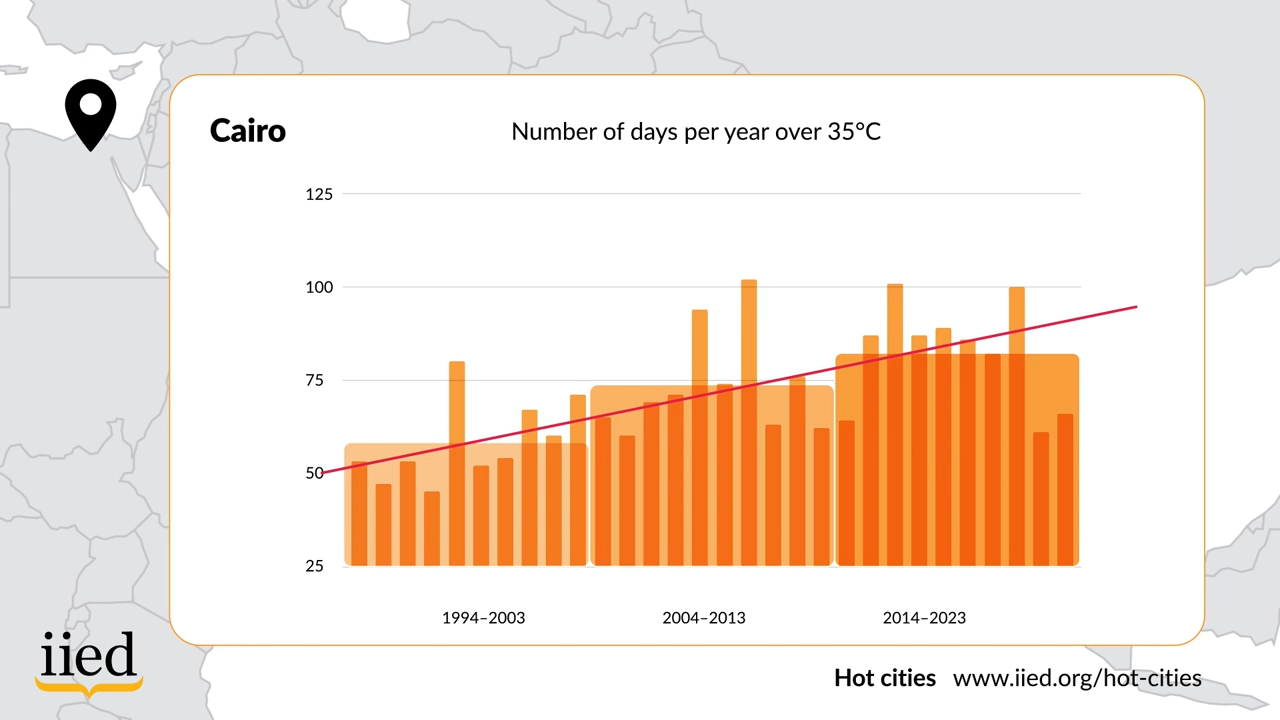 Cairo
Number of days per year over 35°C
125
100
75
50
25
1994–2003
2004–2013
2014–2023
iied
Hot cities www.iied.org/hot-cities